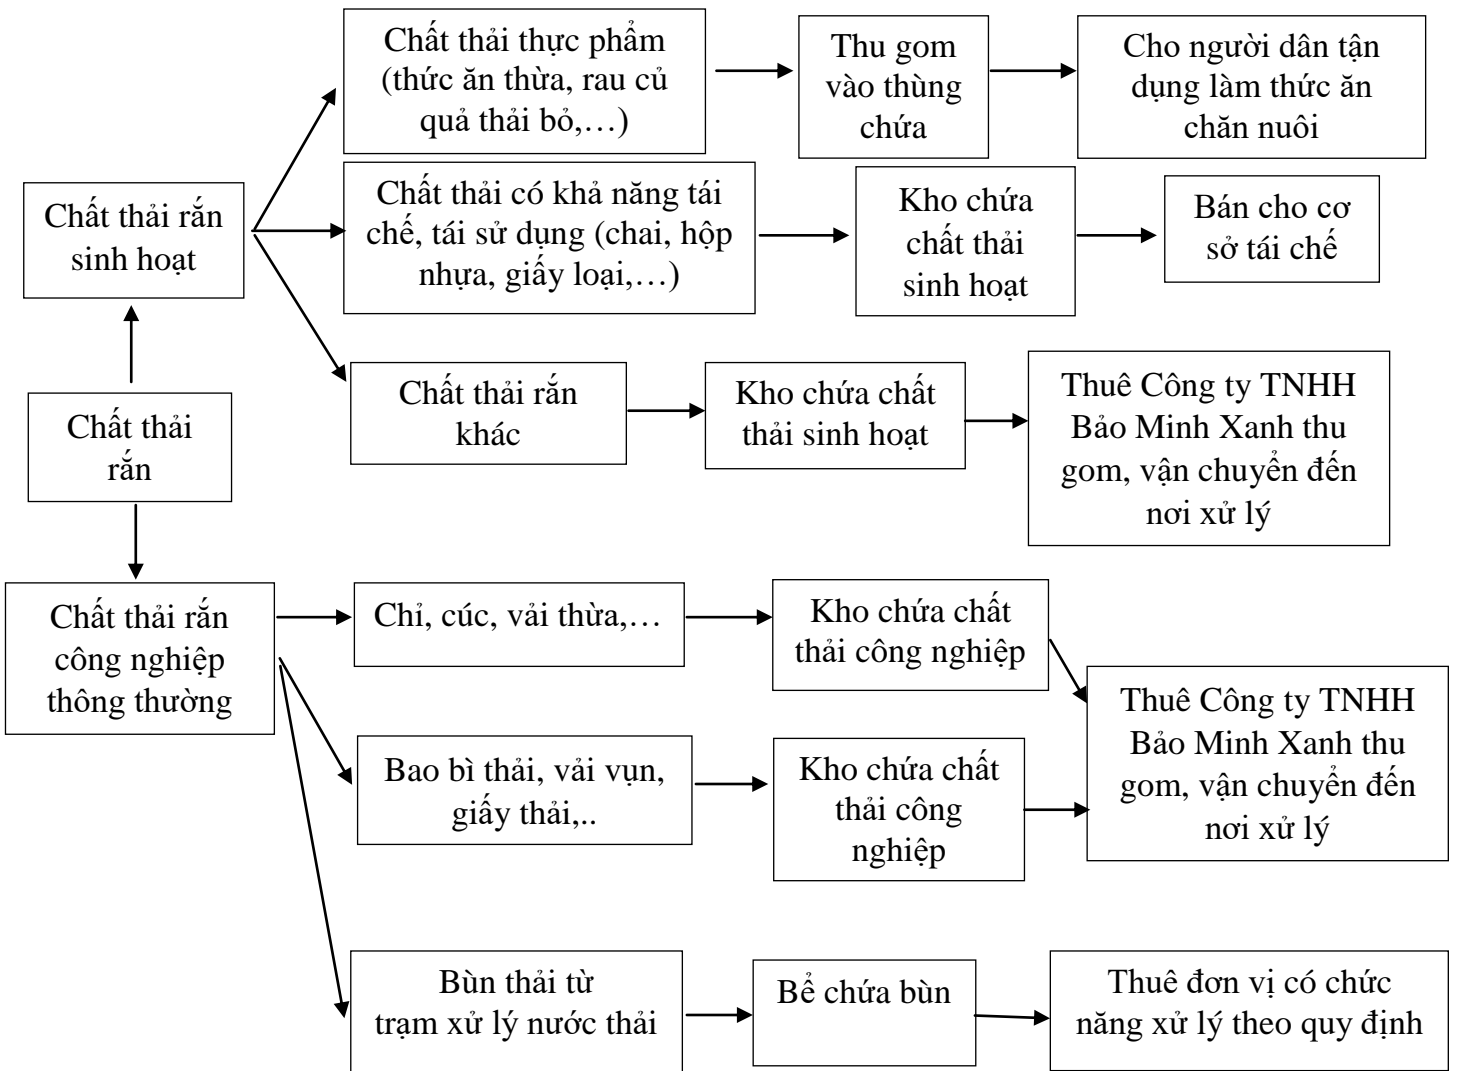 Chất thải thực phẩm
(thức ăn thừa, rau củ
quả thải bỏ,…)
Thu gom
vào thùng
chứa
Cho người dân tận
dụng làm thức ăn
chăn nuôi
Chất thải rắn
sinh hoạt
Chất thải có khả năng tái
chế, tái sử dụng (chai, hộp
nhựa, giấy loại,…)
Kho chứa
chất thải
sinh hoạt
Bán cho cơ
sở tái chế
Chất thải rắn
khác
Kho chứa chất
thải sinh hoạt
Thuê Công ty TNHH
Bảo Minh Xanh thu
gom, vận chuyển đến
nơi xử lý
Chất thải
rắn
Chất thải rắn
công nghiệp
thông thường
Chỉ, cúc, vải thừa,…
Kho chứa chất
thải công nghiệp
Thuê Công ty TNHH
Bảo Minh Xanh thu
gom, vận chuyển đến
nơi xử lý
Bao bì thải, vải vụn,
giấy thải,..
Kho chứa chất
thải công
nghiệp
Bùn thải từ
trạm xử lý nước thải
Bể chứa bùn
Thuê đơn vị có chức
năng xử lý theo quy định